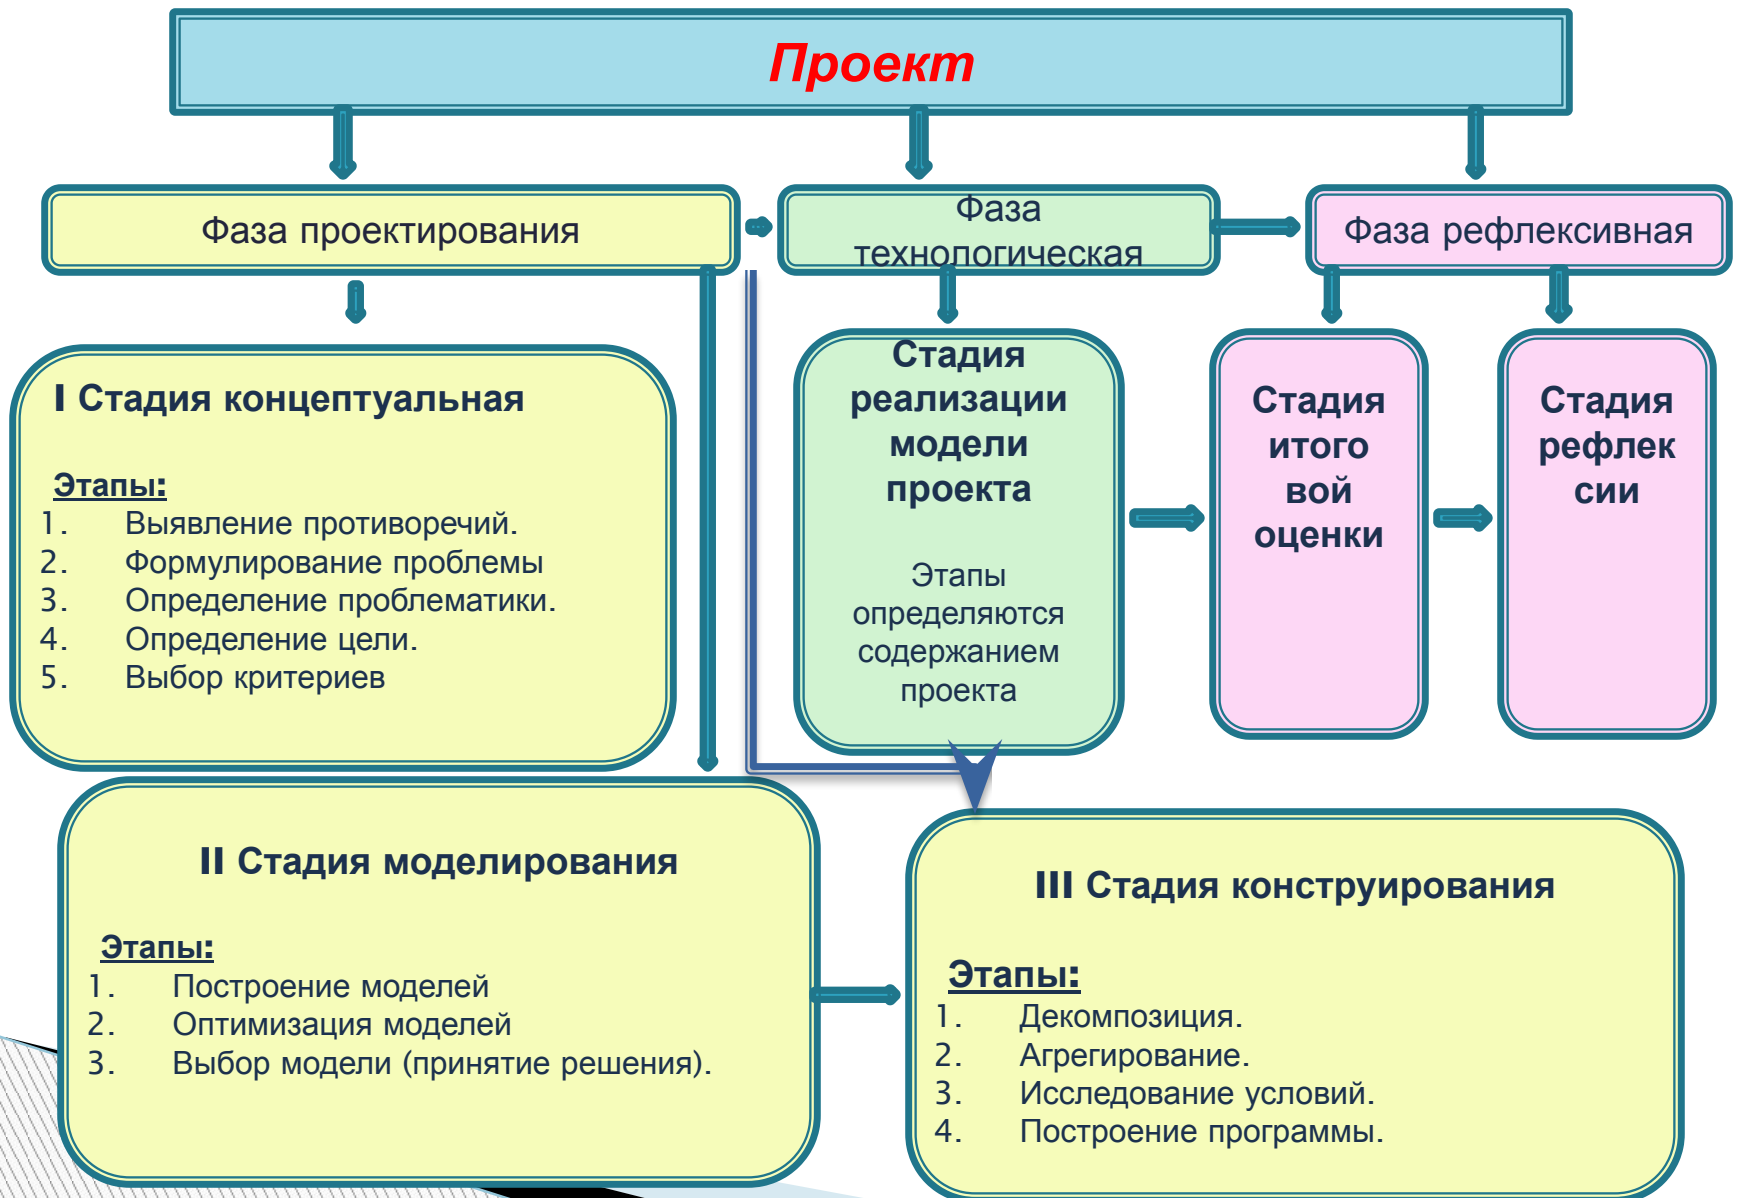 Проект
Фаза проектирования
Фаза
технологическая
Фаза рефлексивная
I Стадия концептуальная
Этапы:
1. Выявление противоречий.
2. Формулирование проблемы
3. Определение проблематики.
4. Определение цели.
5. Выбор критериев
Стадия
реализации
модели
проекта
Этапы
определяются
содержанием
проекта
Стадия
итого
вой
оценки
Стадия
рефлек
сии
II Стадия моделирования
Этапы:
1. Построение моделей
2. Оптимизация моделей
3. Выбор модели (принятие решения).
III Стадия конструирования
Этапы:
1. Декомпозиция.
2. Агрегирование.
3. Исследование условий.
4. Построение программы.